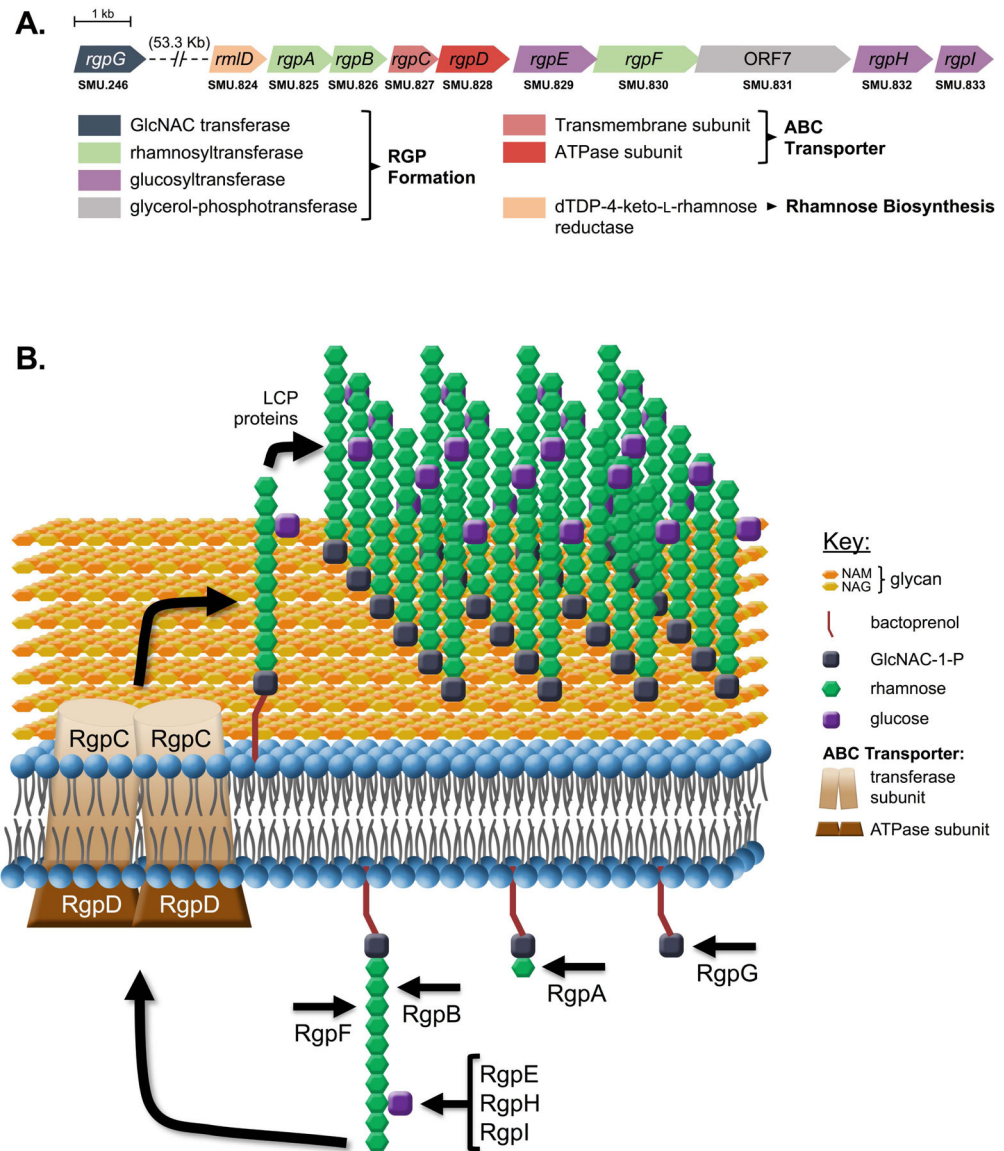 A.
1 kb
(53.3 Kb)
rgpG rmlD rgpA rgpB rgpC rgpD rgpE rgpF ORF7 rgpH rgpI
SMU.246 SMU.824 SMU.825 SMU.826 SMU.827 SMU.828 SMU.829 SMU.830 SMU.831 SMU.832 SMU.833
GlcNAC transferase
rhamnosyltransferase
glucosyltransferase
glycerol-phosphotransferase
RGP
Formation
Transmembrane subunit
ATPase subunit
ABC
Transporter
dTDP-4-keto-L-rhamnose
reductase
Rhamnose Biosynthesis
B.
LCP
proteins
RgpC RgpC
RgpD RgpD
RgpF
RgpB
RgpA
RgpG
RgpE
RgpH
RgpI
Key:
NAM
NAG
glycan
bactoprenol
GlcNAC-1-P
rhamnose
glucose
ABC Transporter:
transferase
subunit
ATPase subunit